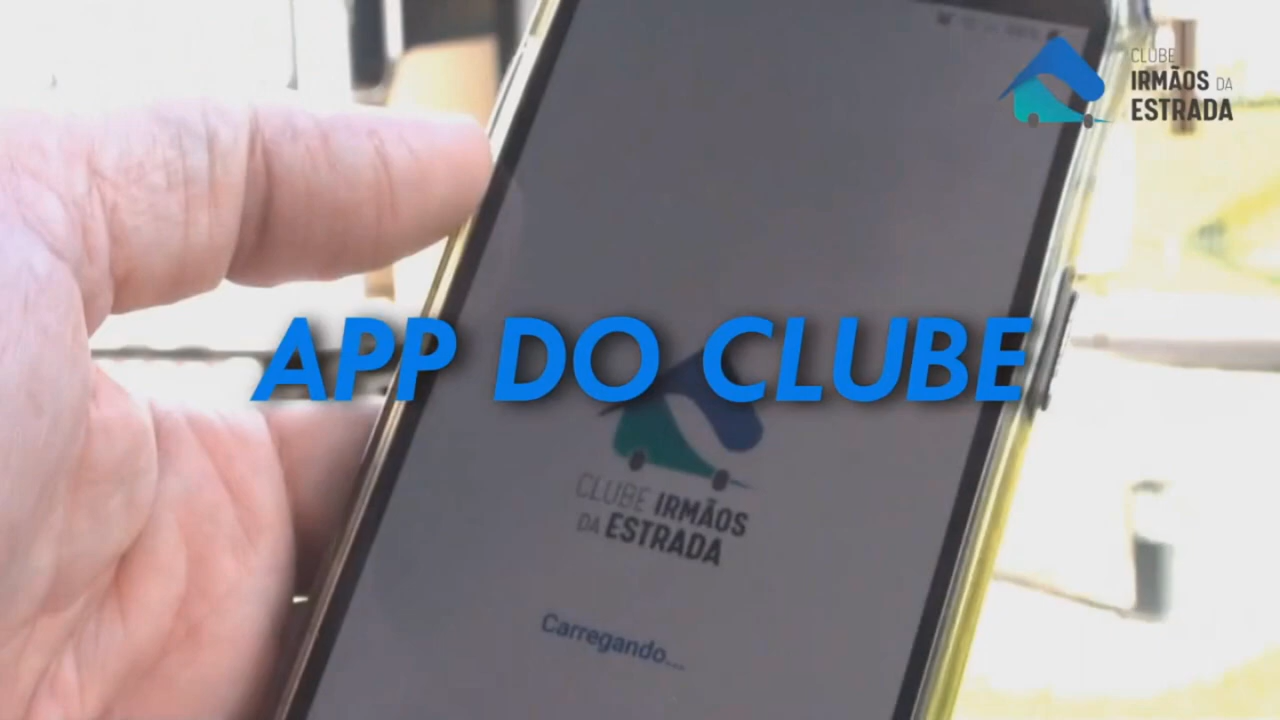 CLUBE
IRMÃOS DA
ESTRADA
APP DO CLUBE
CLUBE IRMÃOS
DA ESTRADA
Carregando...